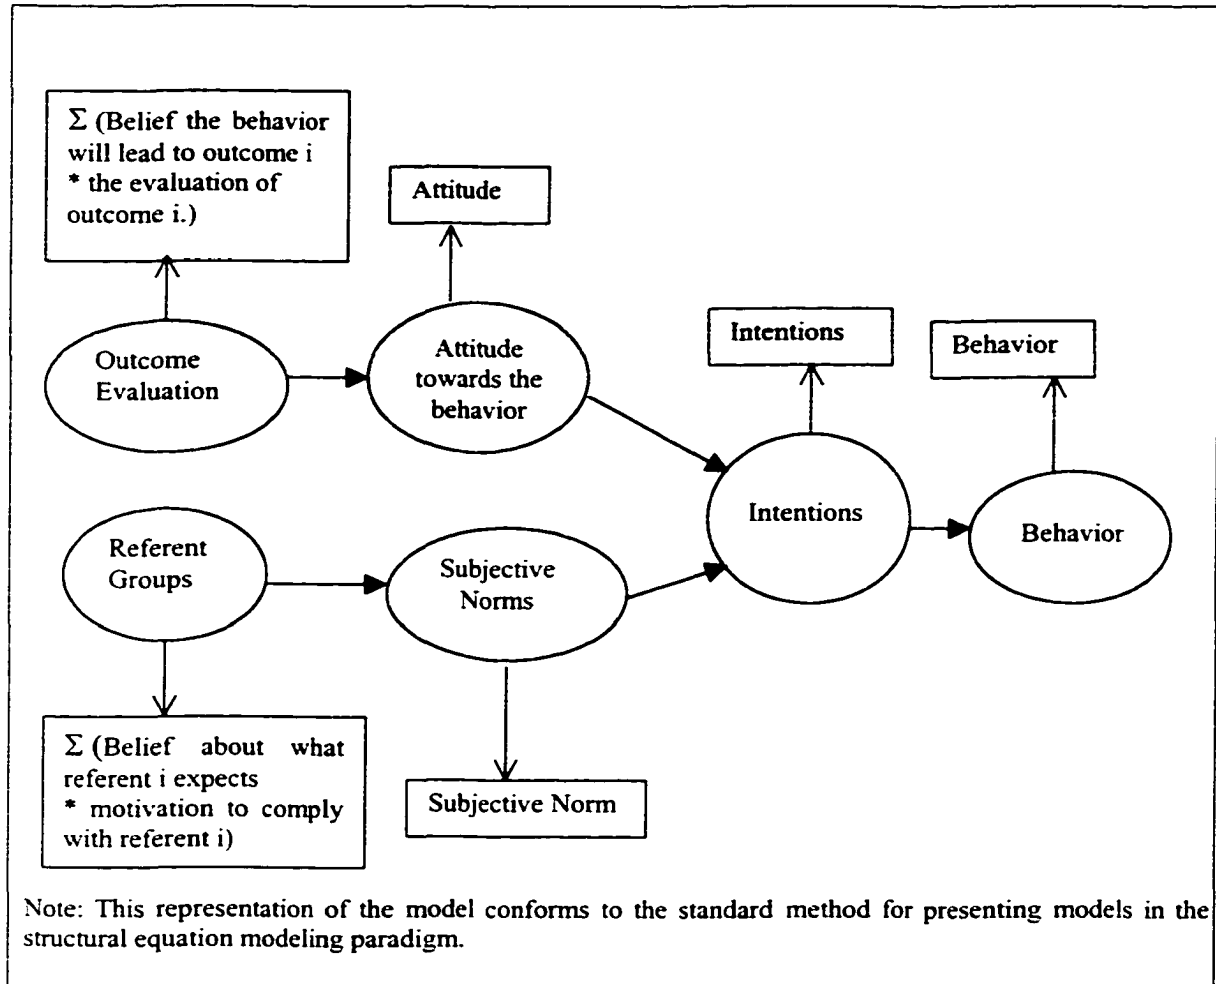 Σ (Belief the behavior
will lead to outcome i
* the evaluation of
outcome i.)
Attitude
Intentions
Behavior
Outcome
Evaluation
Attitude
towards the
behavior
Intentions
Behavior
Referent
Groups
Subjective
Norms
Σ (Belief about what
referent i expects
* motivation to comply
with referent i)
Subjective Norm
Note: This representation of the model conforms to the standard method for presenting models in the
structural equation modeling paradigm.